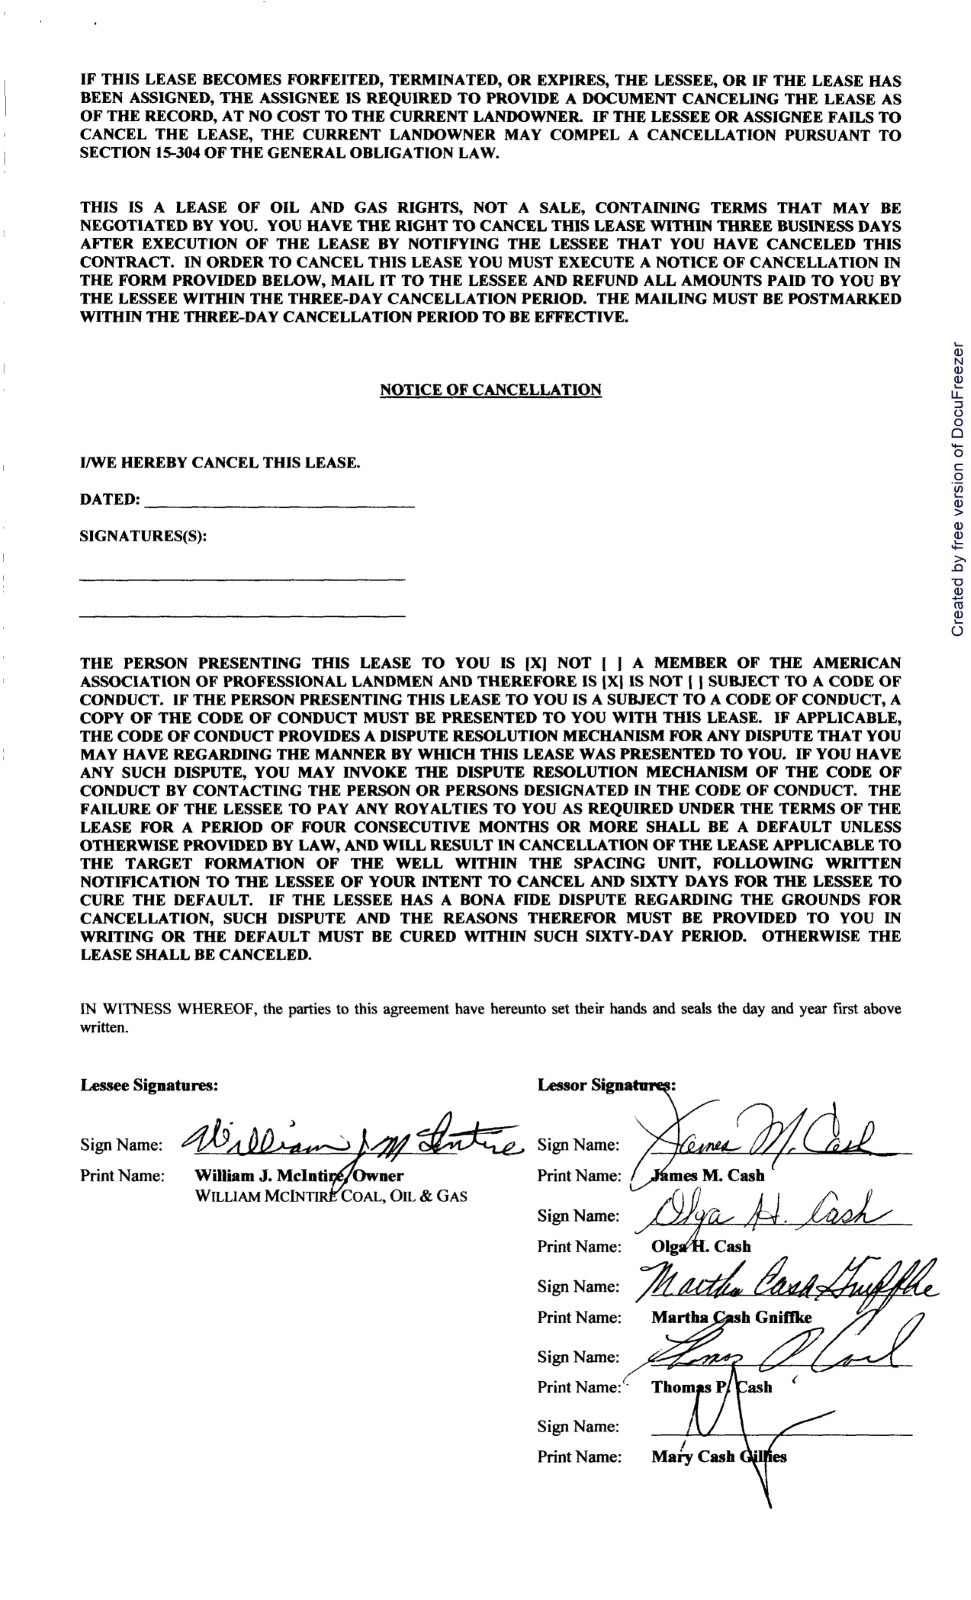 IF THIS LEASE BECOMES FORFEITED, TERMINATED, OR EXPIRES, THE LESSEE, OR IF THE LEASE HAS
BEEN ASSIGNED, THE ASSIGNEE IS REQUIRED TO PROVIDE A DOCUMENT CANCELING THE LEASE AS
OF THE RECORD, AT NO COST TO THE CURRENT LANDOWNER. IF THE LESSEE OR ASSIGNEE FAILS TO
CANCEL THE LEASE, THE CURRENT LANDOWNER MAY COMPEL A CANCELLATION PURSUANT TO
SECTION 15-304 OF THE GENERAL OBLIGATION LAW.
THIS IS A LEASE OF OIL AND GAS RIGHTS, NOT A SALE, CONTAINING TERMS THAT MAY BE
NEGOTIATED BY YOU. YOU HAVE THE RIGHT TO CANCEL THIS LEASE WITHIN THREE BUSINESS DAYS
AFTER EXECUTION OF THE LEASE BY NOTIFYING THE LESSEE THAT YOU HAVE CANCELED THIS
CONTRACT. IN ORDER TO CANCEL THIS LEASE YOU MUST EXECUTE A NOTICE OF CANCELLATION IN
THE FORM PROVIDED BELOW, MAIL IT TO THE LESSEE AND REFUND ALL AMOUNTS PAID TO YOU BY
THE LESSEE WITHIN THE THREE-DAY CANCELLATION PERIOD. THE MAILING MUST BE POSTMARKED
WITHIN THE THREE-DAY CANCELLATION PERIOD TO BE EFFECTIVE.
NOTICE OF CANCELLATION
I/WE HEREBY CANCEL THIS LEASE.
DATED:
SIGNATURES(S):
THE PERSON PRESENTING THIS LEASE TO YOU IS [X] NOT [ ] A MEMBER OF THE AMERICAN
ASSOCIATION OF PROFESSIONAL LANDMEN AND THEREFORE IS [X] IS NOT [ ] SUBJECT TO A CODE OF
CONDUCT. IF THE PERSON PRESENTING THIS LEASE TO YOU IS A SUBJECT TO A CODE OF CONDUCT, A
COPY OF THE CODE OF CONDUCT MUST BE PRESENTED TO YOU WITH THIS LEASE. IF APPLICABLE,
THE CODE OF CONDUCT PROVIDES A DISPUTE RESOLUTION MECHANISM FOR ANY DISPUTE THAT YOU
MAY HAVE REGARDING THE MANNER BY WHICH THIS LEASE WAS PRESENTED TO YOU. IF YOU HAVE
ANY SUCH DISPUTE, YOU MAY INVOKE THE DISPUTE RESOLUTION MECHANISM OF THE CODE OF
CONDUCT BY CONTACTING THE PERSON OR PERSONS DESIGNATED IN THE CODE OF CONDUCT. THE
FAILURE OF THE LESSEE TO PAY ANY ROYALTIES TO YOU AS REQUIRED UNDER THE TERMS OF THE
LEASE FOR A PERIOD OF FOUR CONSECUTIVE MONTHS OR MORE SHALL BE A DEFAULT UNLESS
OTHERWISE PROVIDED BY LAW, AND WILL RESULT IN CANCELLATION OF THE LEASE APPLICABLE TO
THE TARGET FORMATION OF THE WELL WITHIN THE SPACING UNIT, FOLLOWING WRITTEN
NOTIFICATION TO THE LESSEE OF YOUR INTENT TO CANCEL AND SIXTY DAYS FOR THE LESSEE TO
CURE THE DEFAULT. IF THE LESSEE HAS A BONA FIDE DISPUTE REGARDING THE GROUNDS FOR
CANCELLATION, SUCH DISPUTE AND THE REASONS THEREFOR MUST BE PROVIDED TO YOU IN
WRITING OR THE DEFAULT MUST BE CURED WITHIN SUCH SIXTY-DAY PERIOD. OTHERWISE THE
LEASE SHALL BE CANCELED.
IN WITNESS WHEREOF, the parties to this agreement have hereunto set their hands and seals the day and year first above
written.
Lessee Signatures:
Sign Name: William J. McIntire
Print Name: William J. McIntire, Owner
WILLIAM MCINTIRE COAL, OIL & GAS
Lessor Signatures:
Sign Name: James M. Cash
Print Name: James M. Cash
Sign Name: Olga H. Cash
Print Name: Olga H. Cash
Sign Name: Martha Cash Gniffke
Print Name: Martha Cash Gniffke
Sign Name: Thomas P Cash
Print Name: Thomas P. Cash
Sign Name:
Print Name: Mary Cash Gillies
Created by free version of DocuFreezer